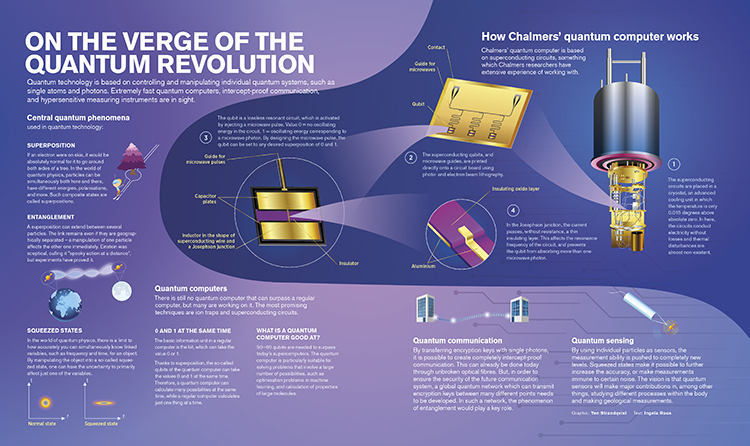 ON THE VERGE OF THE
QUANTUM REVOLUTION
Quantum technology is based on controlling and manipulating individual quantum systems, such as
single atoms and photons. Extremely fast quantum computers, intercept-proof communication,
and hypersensitive measuring instruments are in sight.
Central quantum phenomena
used in quantum technology:
SUPERPOSITION
If an electron were on skis, it would be
absolutely normal for it to go around
both sides of a tree. In the world of
quantum physics, particles can be
simultaneously both here and there,
have different energies, polarisations,
and more. Such composite states are
called superpositions.
ENTANGLEMENT
A superposition can extend between several
particles. The link remains even if they are geographically
separated – a manipulation of one particle
affects the other one immediately. Einstein was
sceptical, calling it "spooky action at a distance",
but experiments have proved it.
SQUEEZED STATES
In the world of quantum physics, there is a limit to
how accurately you can simultaneously know linked
variables, such as frequency and time, for an object.
By manipulating the object into a so-called squeezed
state, one can have the uncertainty to primarily
affect just one of the variables.
f
t
Normal state
f
t
Squeezed state
3
The qubit is a lossless resonant circuit, which is activated
by injecting a microwave pulse. Value 0 = no oscillating
energy in the circuit, 1 = oscillating energy corresponding to
a microwave photon. By designing the microwave pulse, the
qubit can be set to any desired superposition of 0 and 1.
Guide for
microwave pulses
Capacitor
plates
Inductor in the shape of
superconducting wire and
a Josephson junction
Insulator
Quantum computers
There is still no quantum computer that can surpass a regular
computer, but many are working on it. The most promising
techniques are ion traps and superconducting circuits.
0 AND 1 AT THE SAME TIME
The basic information unit in a regular
computer is the bit, which can take the
value 0 or 1.
Thanks to superposition, the so-called
qubits of the quantum computer can take
the values 0 and 1 at the same time.
Therefore, a quantum computer can
calculate many possibilities at the same
time, while a regular computer calculates
just one thing at a time.
WHAT IS A QUANTUM
COMPUTER GOOD AT?
50–60 qubits are needed to surpass
today's supercomputers. The quantum
computer is particularly suitable for
solving problems that involve a large
number of possibilities, such as
optimisation problems in machine
learning, and calculation of properties
of large molecules.
How Chalmers' quantum computer works
Chalmers' quantum computer is based
on superconducting circuits, something
which Chalmers researchers have
extensive experience of working with.
Contact
Guide for
microwaves
Qubit
2
The superconducting qubits, and
microwave guides, are printed
directly onto a circuit board using
photon and electron beam lithography.
1
The superconducting
circuits are placed in a
cryostat, an advanced
cooling unit in which
the temperature is only
0.015 degrees above
absolute zero. In here,
the circuits conduct
electricity without
losses and thermal
disturbances are
almost non-existent.
Insulating oxide layer
4
In the Josephson junction, the current
passes, without resistance, a thin
insulating layer. This affects the resonance
frequency of the circuit, and prevents the
qubit from absorbing more than one
microwave photon.
Aluminium
Quantum communication
By transferring encryption keys with single photons,
it is possible to create completely intercept-proof
communication. This can already be done today
through unbroken optical fibres. But, in order to
ensure the security of the future communication
system, a global quantum network which can transmit
encryption keys between many different points needs
to be developed. In such a network, the phenomenon
of entanglement would play a key role.
Quantum sensing
By using individual particles as sensors, the
measurement ability is pushed to completely new
levels. Squeezed states make it possible to further
increase the accuracy, or make measurements
immune to certain noise. The vision is that quantum
sensors will make major contributions in, among other
things, studying different processes within the body
and making geological measurements.
Graphic: Yen Strandqvist Text: Ingela Roos